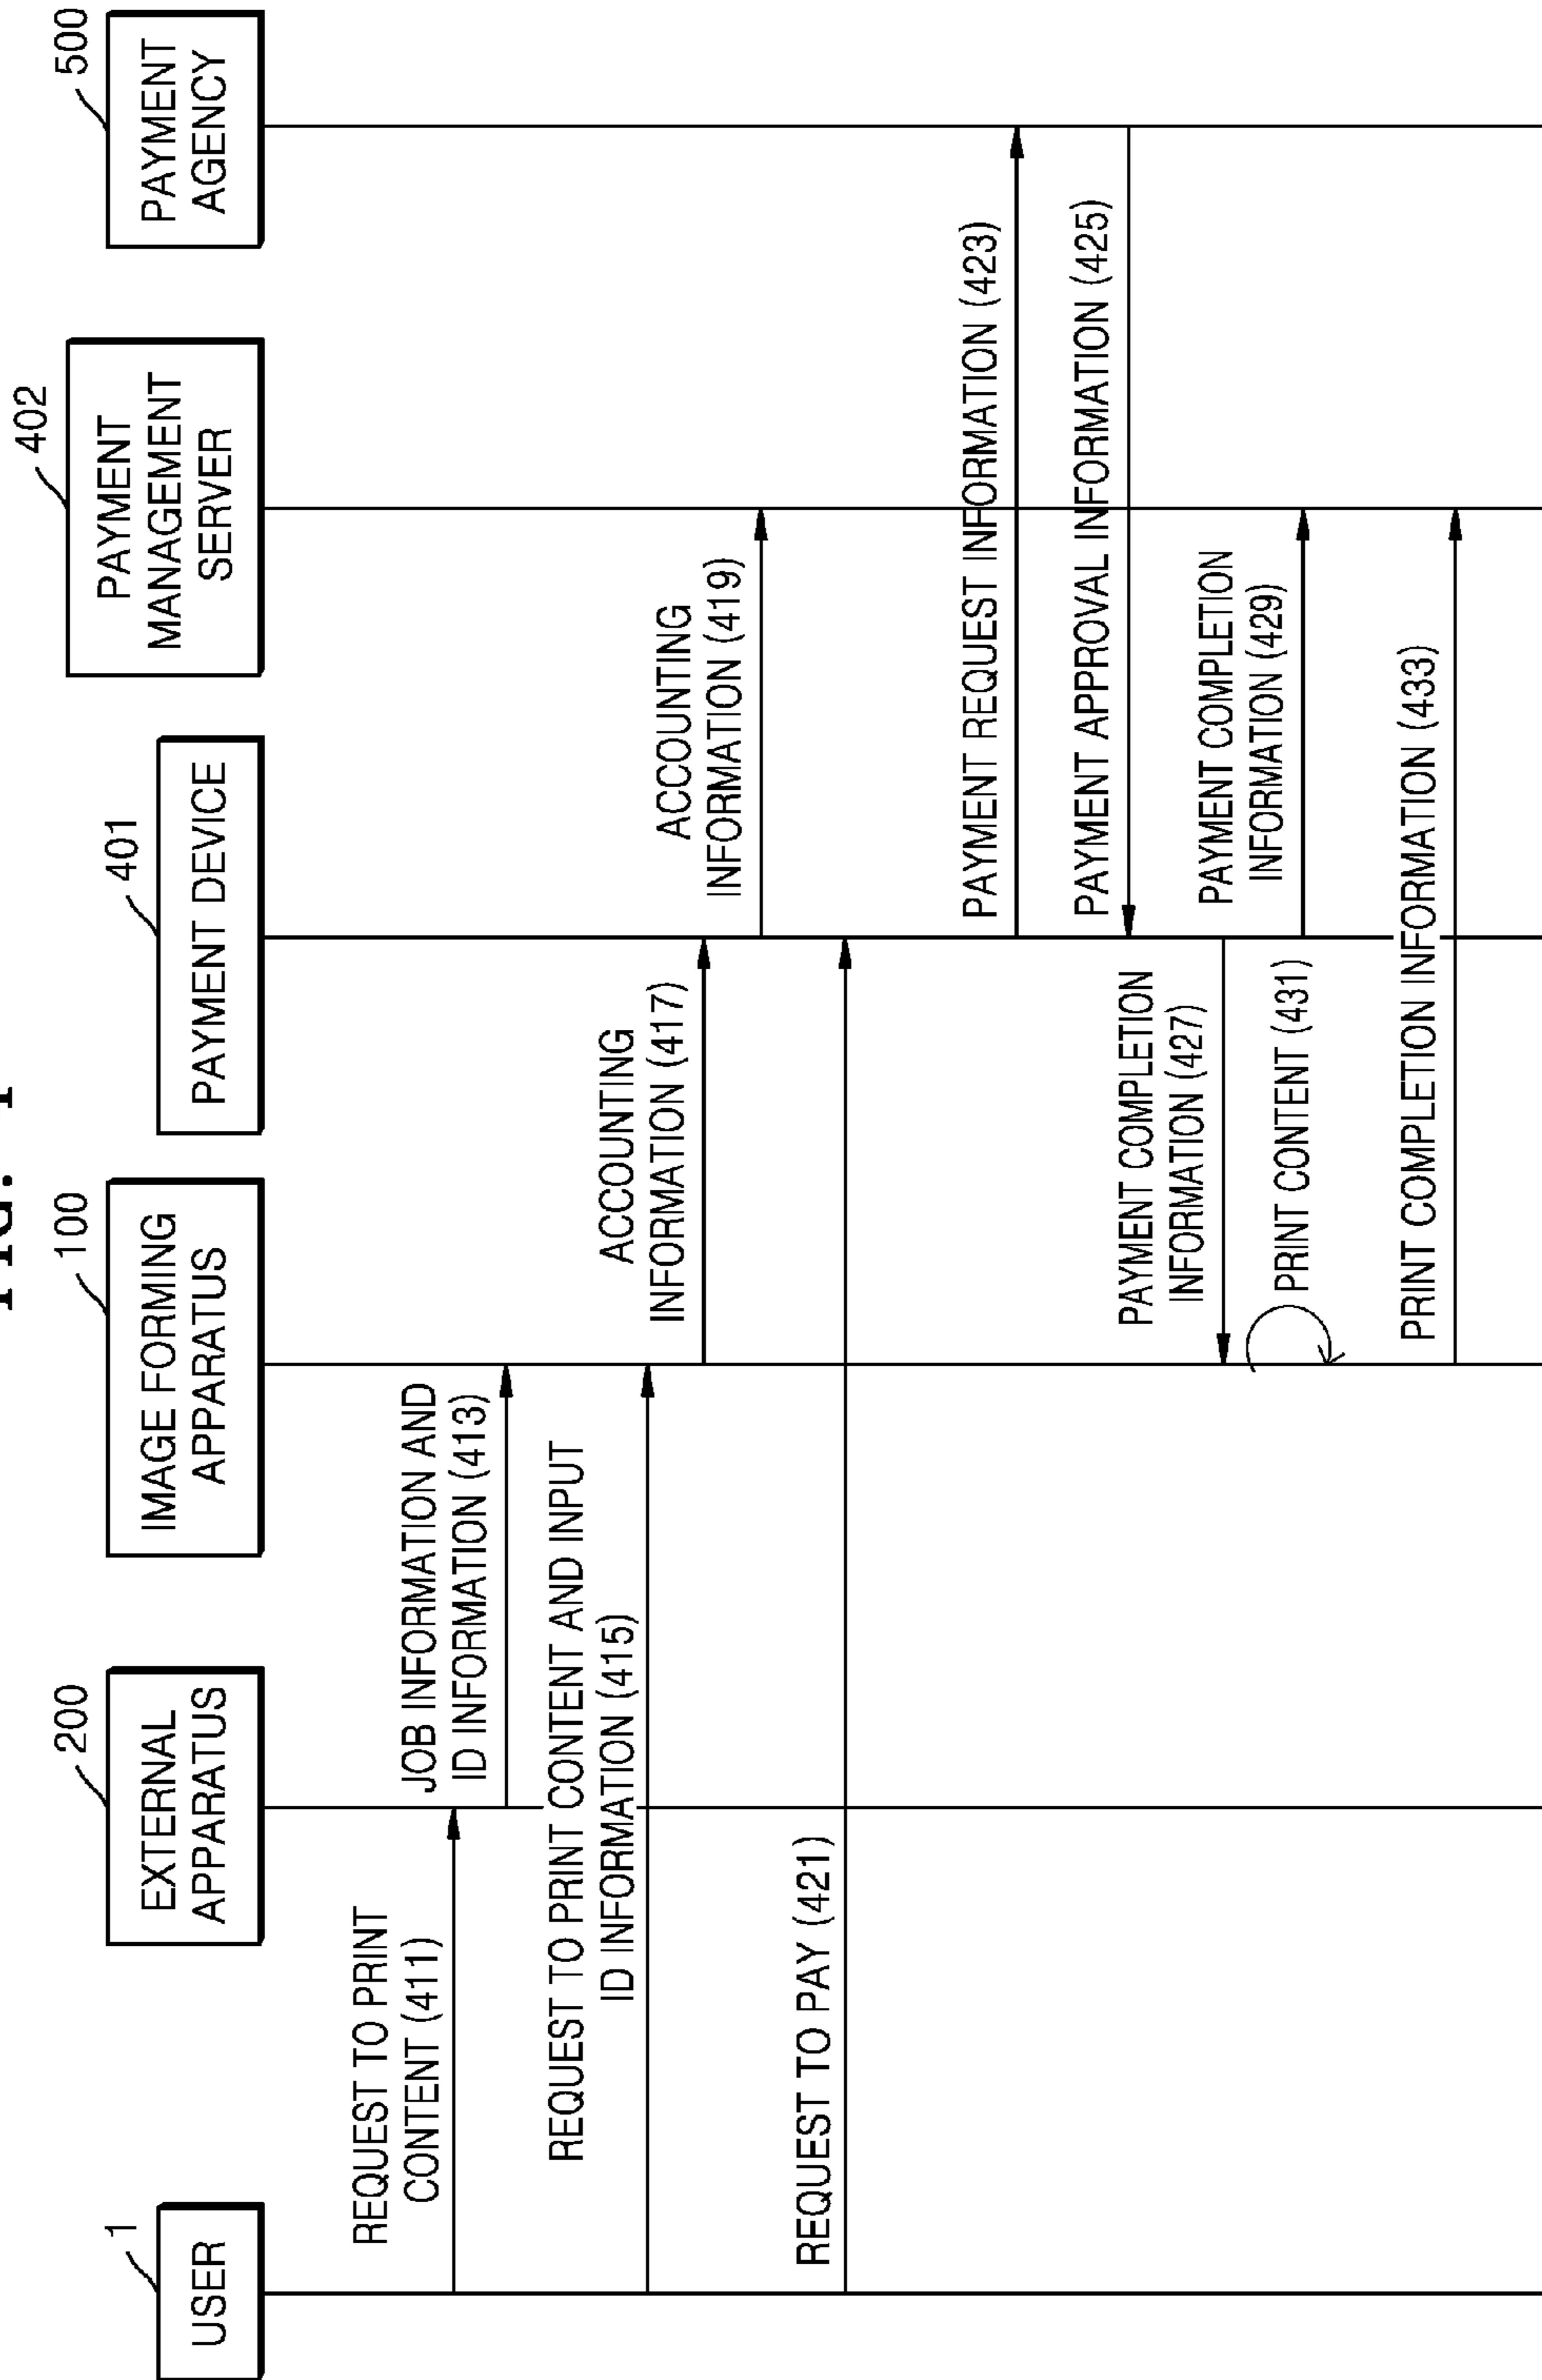 1
USER
200
EXTERNAL
APPARATUS
100
IMAGE FORMING
APPARATUS
401
PAYMENT DEVICE
402
PAYMENT
MANAGEMENT
SERVER
500
PAYMENT
AGENCY
REQUEST TO PRINT
CONTENT (411)
JOB INFORMATION AND
ID INFORMATION (413)
REQUEST TO PRINT CONTENT AND INPUT
ID INFORMATION (415)
ACCOUNTING
INFORMATION (417)
ACCOUNTING
INFORMATION (419)
REQUEST TO PAY (421)
PAYMENT REQUEST INFORMATION (423)
PAYMENT APPROVAL INFORMATION (425)
PAYMENT COMPLETION
INFORMATION (427)
PAYMENT COMPLETION
INFORMATION (429)
PRINT CONTENT (431)
PRINT COMPLETION INFORMATION (433)